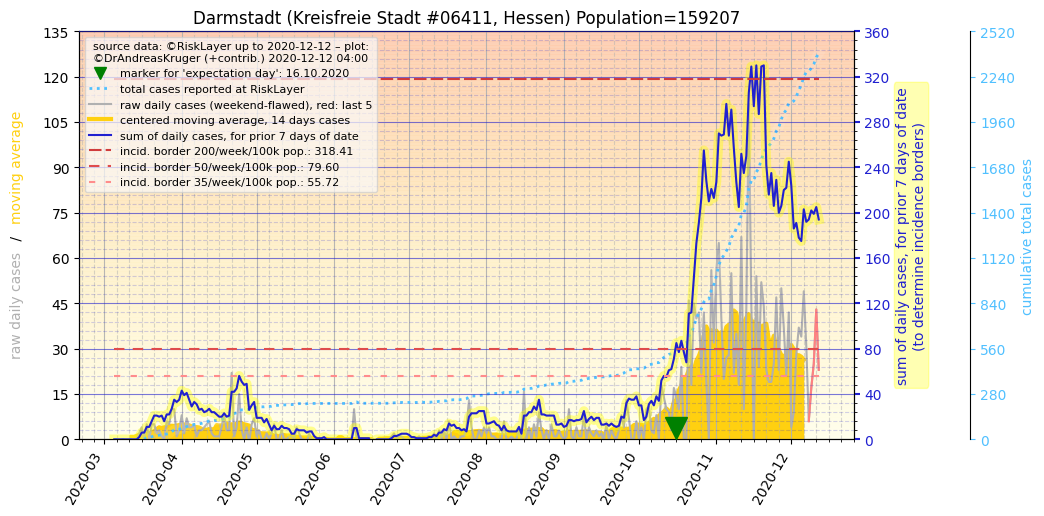 Darmstadt (Kreisfreie Stadt #06411, Hessen) Population=159207
source data: ©RiskLayer up to 2020-12-12 – plot:
©DrAndreasKruger (+contrib.) 2020-12-12 04:00
marker for 'expectation day': 16.10.2020
total cases reported at RiskLayer
raw daily cases (weekend-flawed), red: last 5
centered moving average, 14 days cases
sum of daily cases, for prior 7 days of date
incid. border 200/week/100k pop.: 318.41
incid. border 50/week/100k pop.: 79.60
incid. border 35/week/100k pop.: 55.72
raw daily cases / moving average
135
120
105
90
75
60
45
30
15
0
2020-03
2020-04
2020-05
2020-06
2020-07
2020-08
2020-09
2020-10
2020-11
2020-12
360
320
280
240
200
160
120
80
40
0
sum of daily cases, for prior 7 days of date
(to determine incidence borders)
2520
2240
1960
1680
1400
1120
840
560
280
0
cumulative total cases